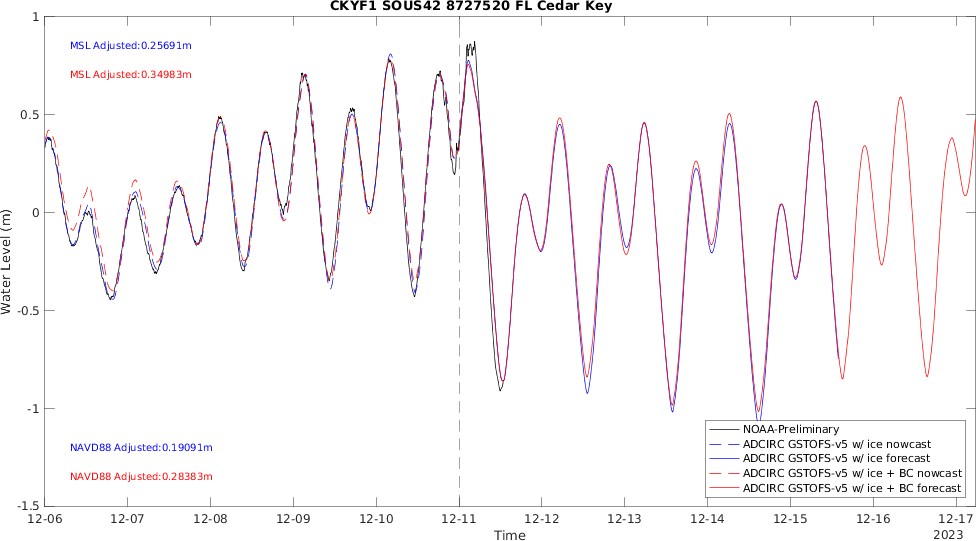 CKYF1 SOUS42 8727520 FL Cedar Key
1
0.5
0
-0.5
-1
-1.5
Water Level (m)
MSL Adjusted:0.25691m
MSL Adjusted:0.34983m
NAVD88 Adjusted:0.19091m
NAVD88 Adjusted:0.28383m
NOAA-Preliminary
ADCIRC GSTOFS-v5 w/ ice nowcast
ADCIRC GSTOFS-v5 w/ ice forecast
ADCIRC GSTOFS-v5 w/ ice + BC nowcast
ADCIRC GSTOFS-v5 w/ ice + BC forecast
12-06 12-07 12-08 12-09 12-10 12-11 12-12 12-13 12-14 12-15 12-16 12-17
Time
2023